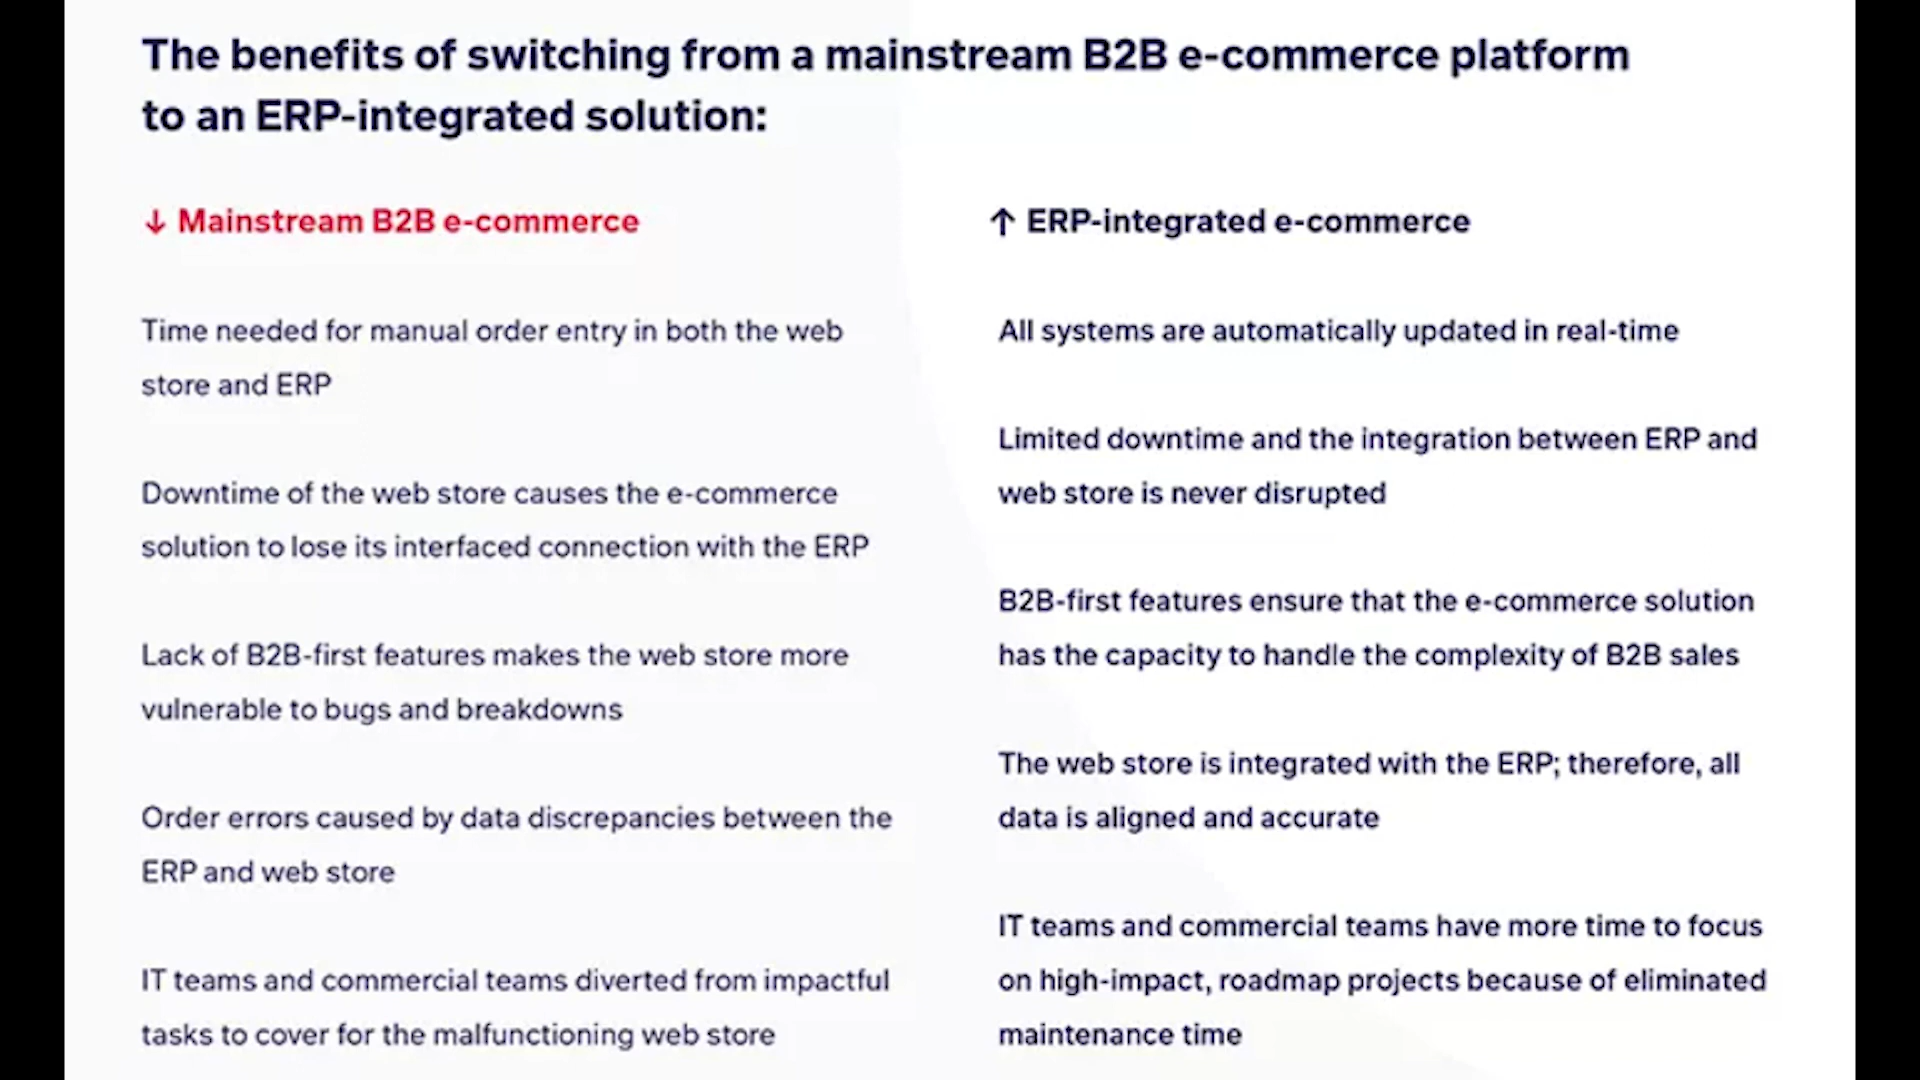 The benefits of switching from a mainstream B2B e-commerce platform
to an ERP-integrated solution:
↓ Mainstream B2B e-commerce
Time needed for manual order entry in both the web
store and ERP
Downtime of the web store causes the e-commerce
solution to lose its interfaced connection with the ERP
Lack of B2B-first features makes the web store more
vulnerable to bugs and breakdowns
Order errors caused by data discrepancies between the
ERP and web store
IT teams and commercial teams diverted from impactful
tasks to cover for the malfunctioning web store
↑ ERP-integrated e-commerce
All systems are automatically updated in real-time
Limited downtime and the integration between ERP and
web store is never disrupted
B2B-first features ensure that the e-commerce solution
has the capacity to handle the complexity of B2B sales
The web store is integrated with the ERP; therefore, all
data is aligned and accurate
IT teams and commercial teams have more time to focus
on high-impact, roadmap projects because of eliminated
maintenance time